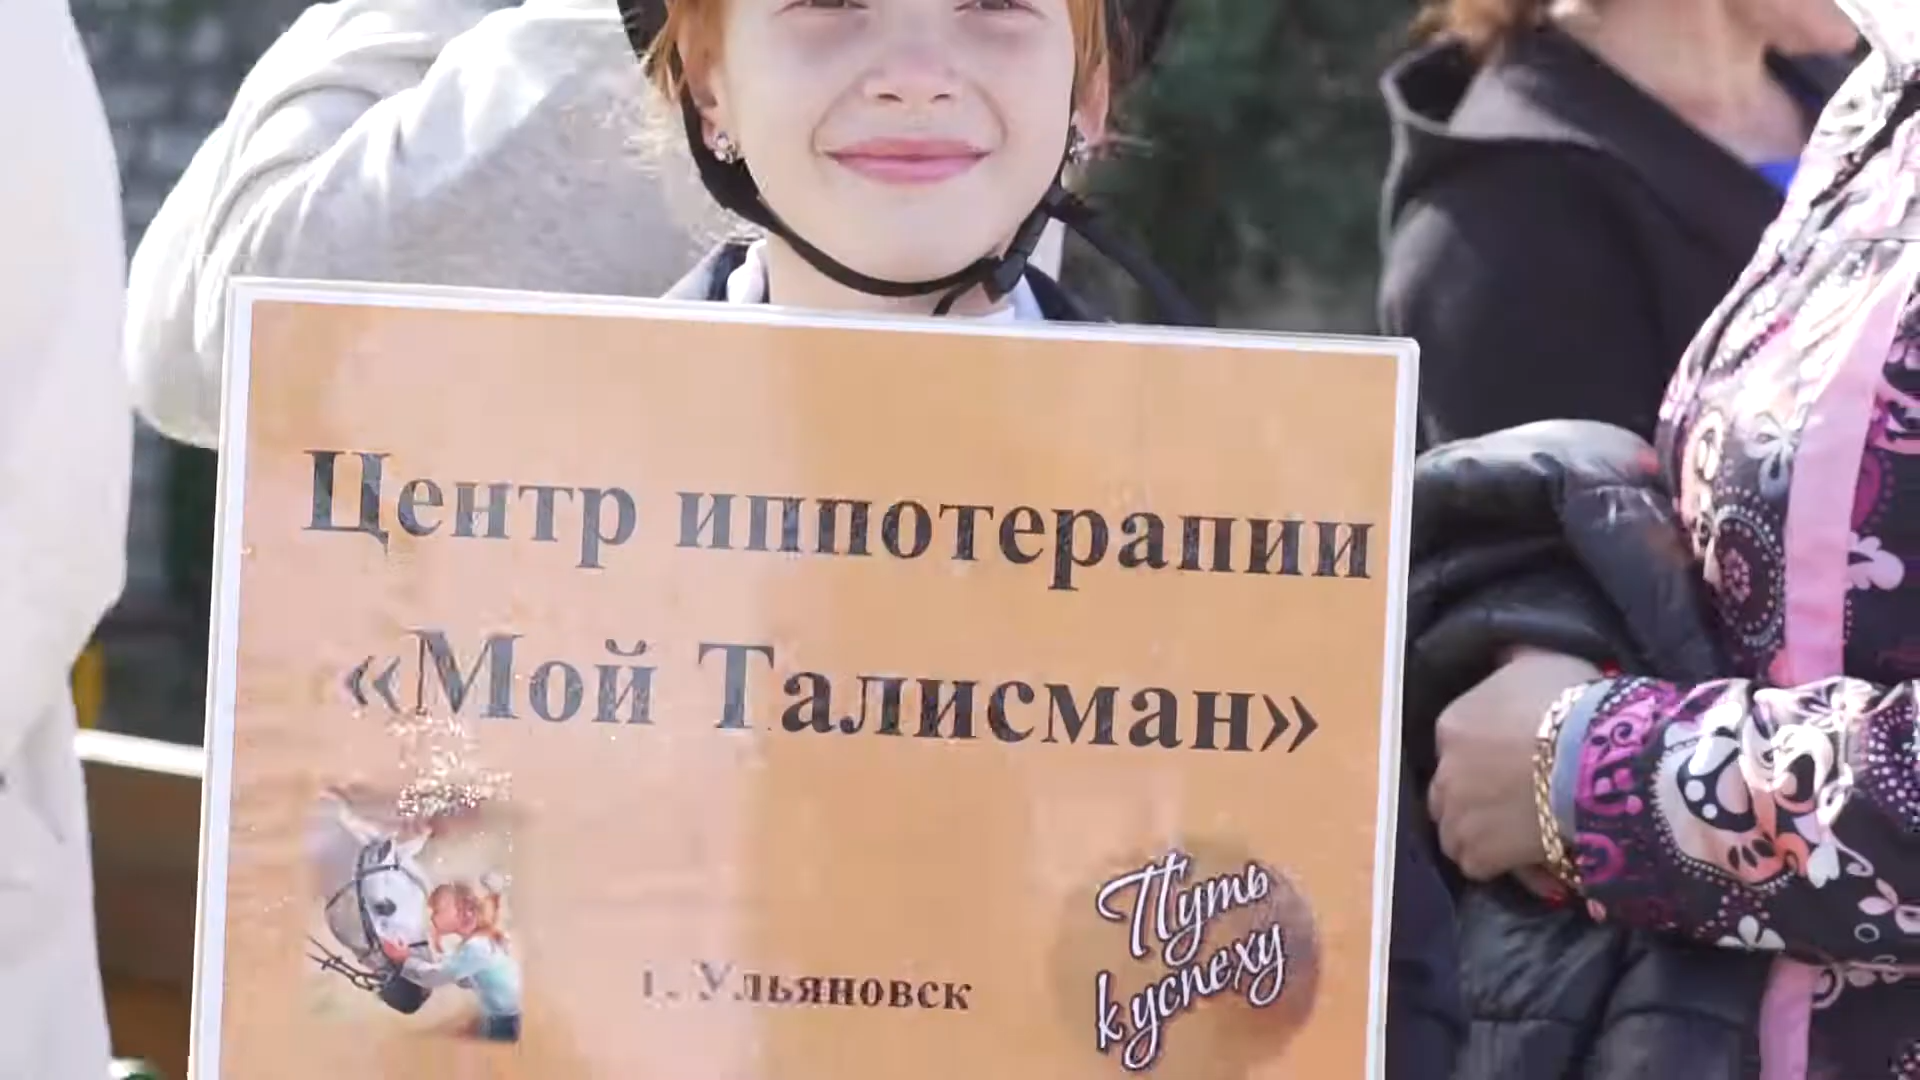 Центр иппотерапии
«Мой Талисман»
г. Ульяновск
Путь
к успеху